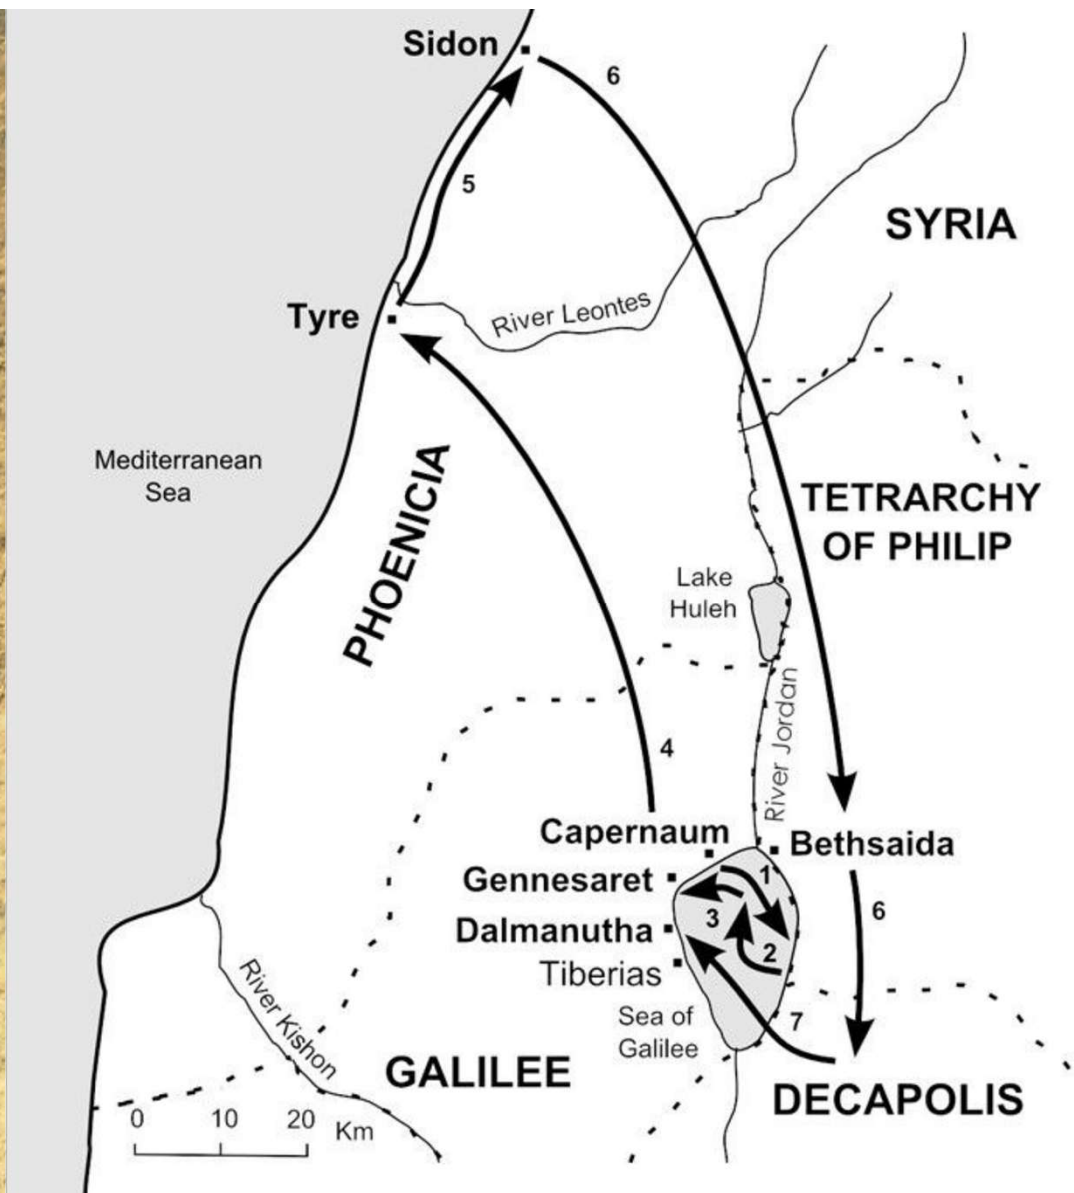 Sidon
6
5
SYRIA
River Leontes
Tyre
Mediterranean
Sea
PHOENICIA
TETRARCHY
OF PHILIP
Lake
Huleh
River Jordan
4
Capernaum
Bethsaida
1
Gennesaret
6
3
Dalmanutha
2
Tiberias
Sea of
Galilee
7
River Kishon
GALILEE
DECAPOLIS
0 10 20 Km